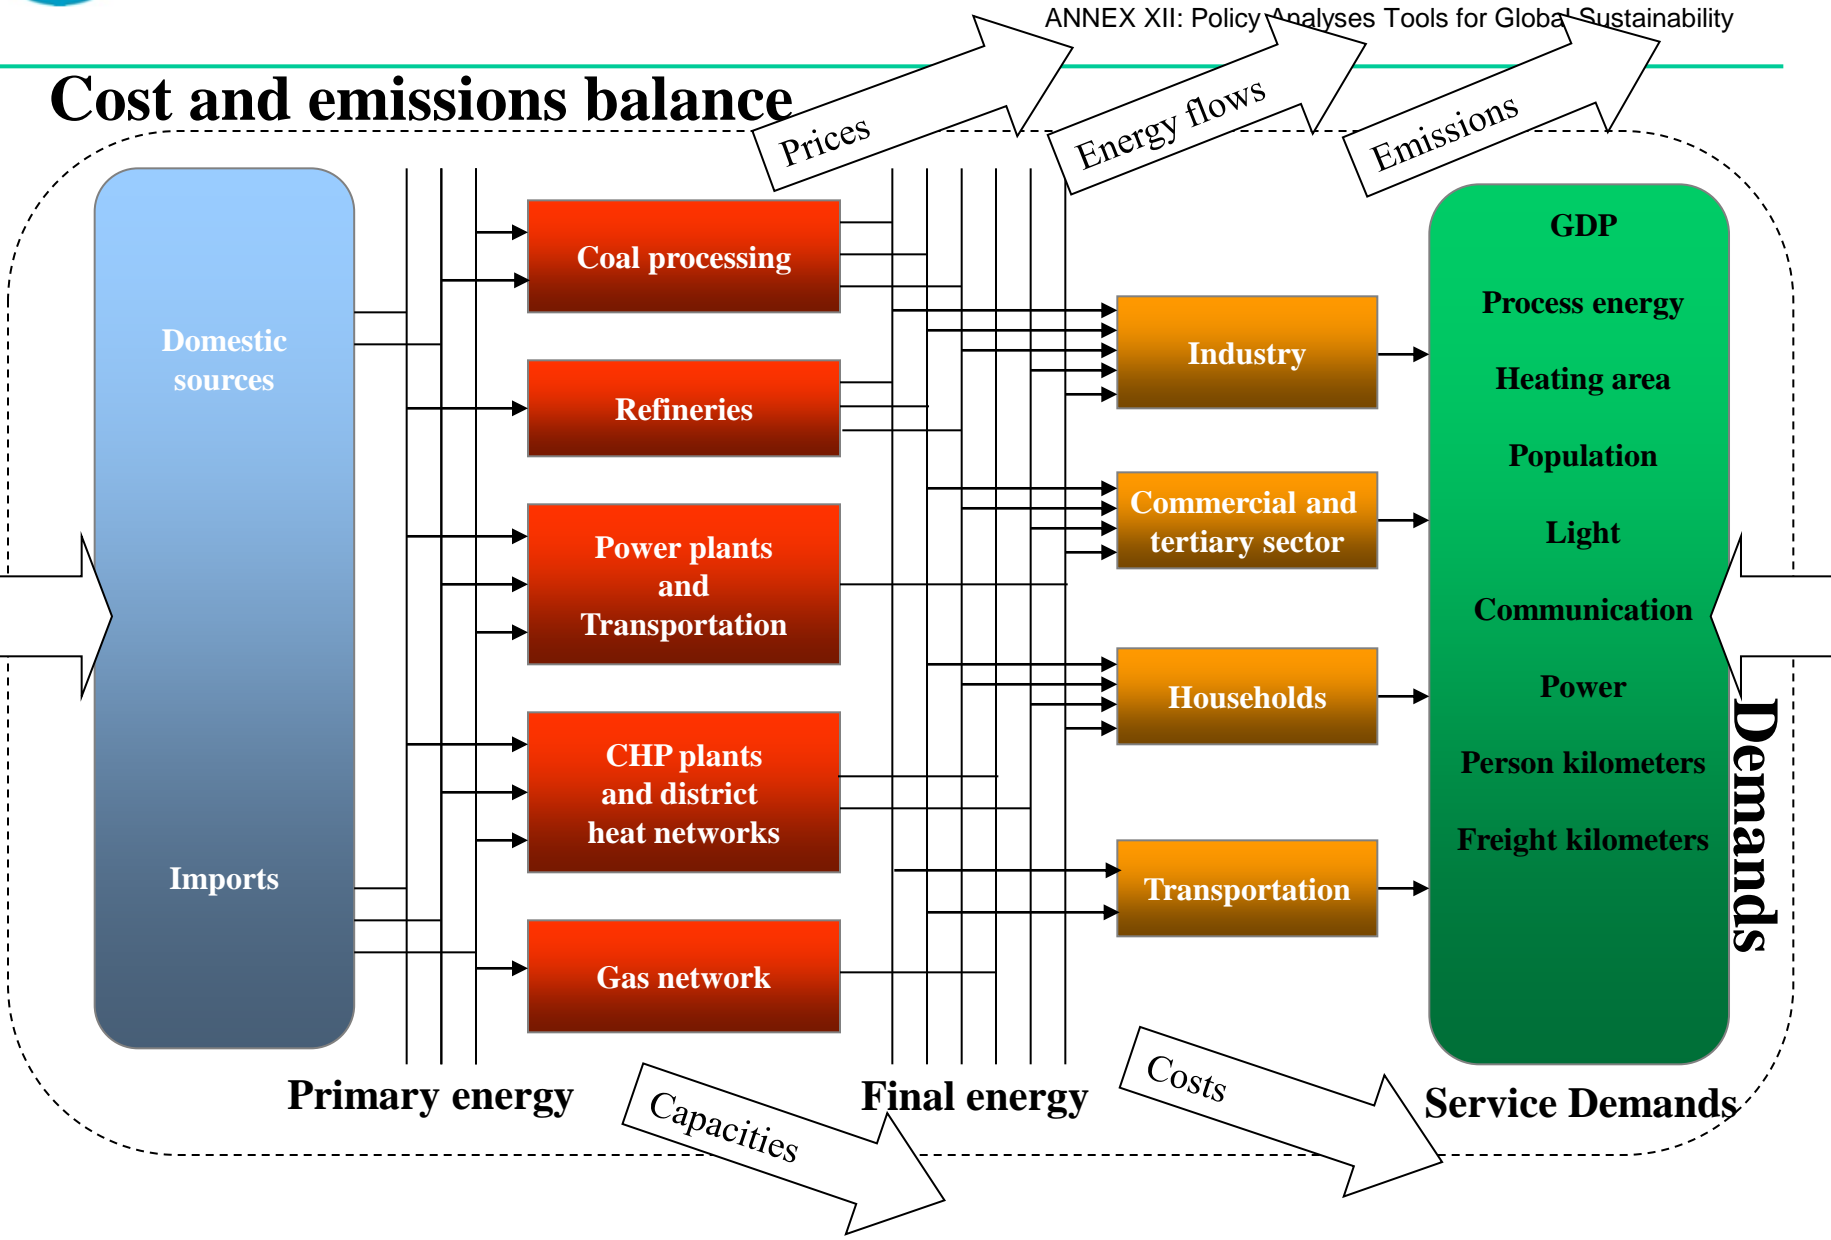 ANNEX XII: Policy Analyses Tools for Global Sustainability
Cost and emissions balance
Prices
Energy flows
Emissions
Domestic
sources
Imports
Coal processing
Refineries
Power plants
and
Transportation
CHP plants
and district
heat networks
Gas network
Industry
Commercial and
tertiary sector
Households
Transportation
GDP
Process energy
Heating area
Population
Light
Communication
Power
Person kilometers
Freight kilometers
Demands
Primary energy
Capacities
Final energy
Costs
Service Demands